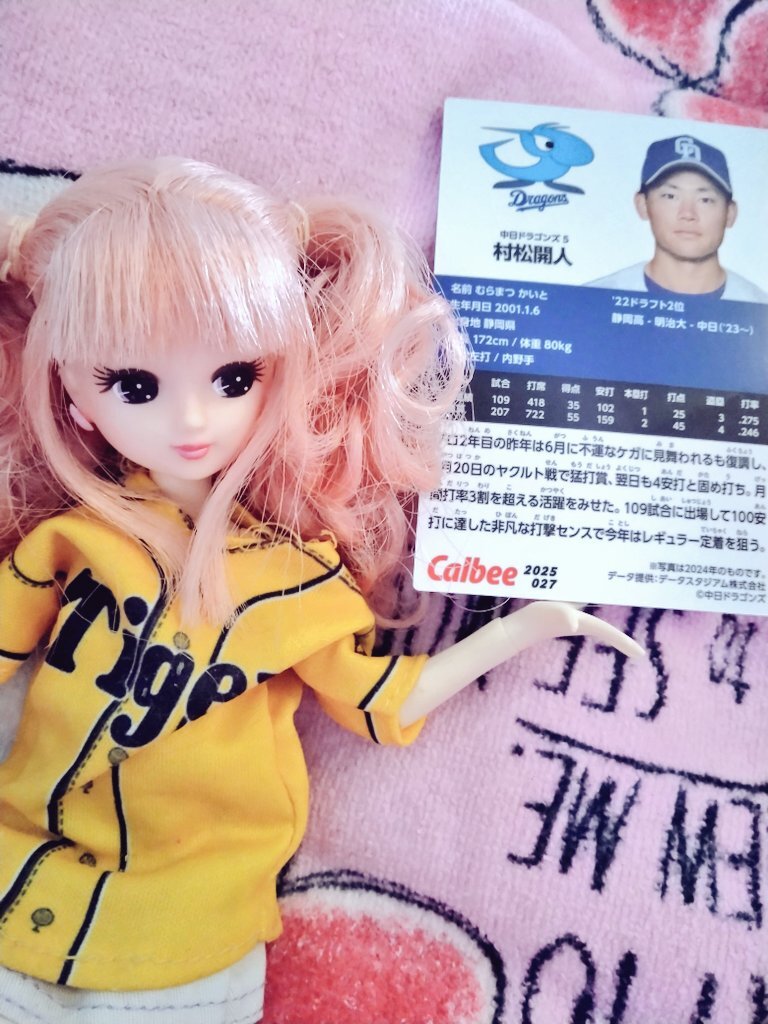 Dragons
中日ドラゴンズ 5
村松開人
名前 むらまつ かいと
生年月日 2001.1.6
身地 静岡県
172cm / 体重 80kg
左打 / 内野手
'22ドラフト2位
静岡高 - 明治大 - 中日('23~)
試合 打席 得点 安打 本塁打 打点 盗塁 打率
109 418 35 102 1 25 3 .275
207 722 55 159 2 45 4 .246
2年目の昨年は6月に不運なケガに見舞われるも復調し、
月20日のヤクルト戦で猛打賞、翌日も4安打と固め打ち。月
打率3割を超える活躍をみせた。109試合に出場して100安
打に達した非凡な打撃センスで今年はレギュラー定着を狙う。
Calbee 2025
027
※写真は2024年のものです。
データ提供:データスタジアム株式会社
©中日ドラゴンズ
Tige
SEE
EN ME.